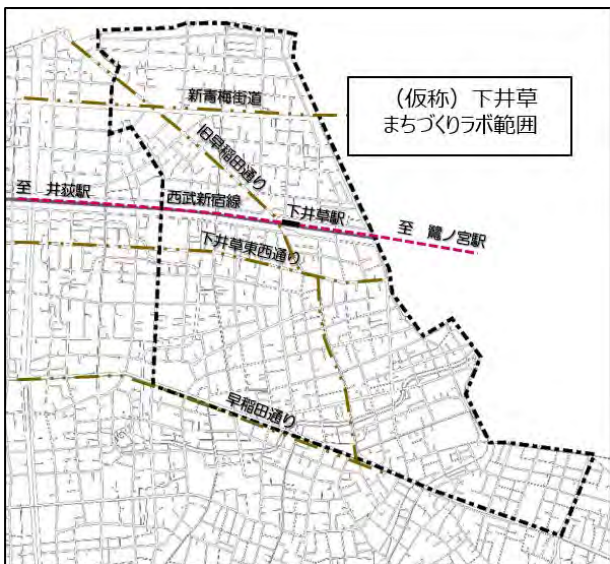 (仮称)下井草
まちづくりラボ範囲
新青梅街道
旧早稲田通り
至 井荻駅
西武新宿線
下井草駅
至 鷺ノ宮駅
下井草東西通り
早稲田通り